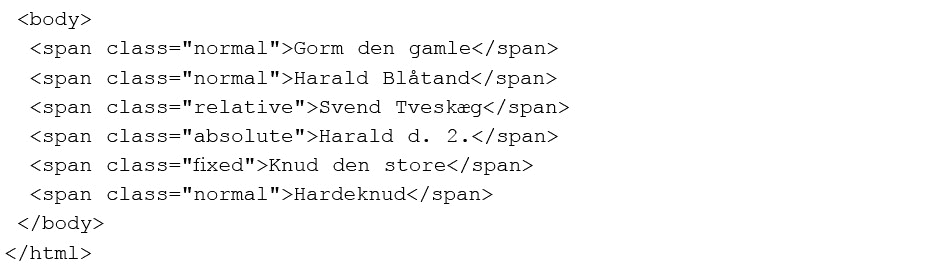 <body>
<span class="normal">Gorm den gamle</span>
<span class="normal">Harald Blåtand</span>
<span class="relative">Svend Tveskæg</span>
<span class="absolute">Harald d. 2.</span>
<span class="fixed">Knud den store</span>
<span class="normal">Hardeknud</span>
</body>
</html>